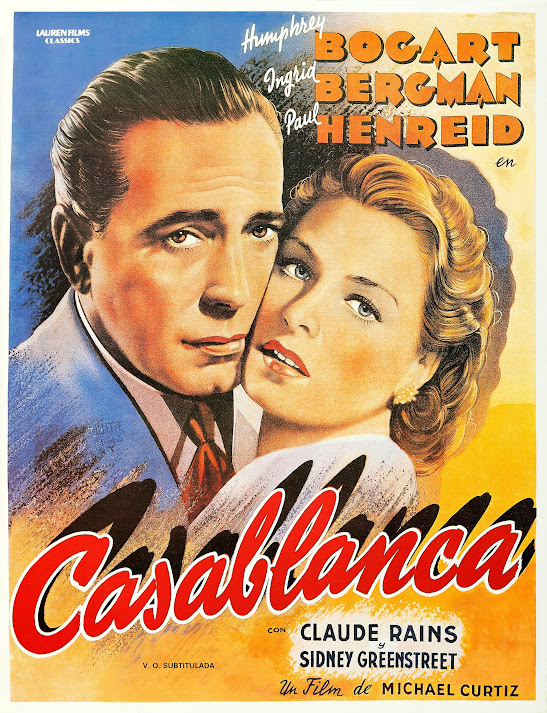 LAUREN FILMS
CLASSICS
Humphrey BOGART
Ingrid BERGMAN
Paul HENREID
en
Casablanca
CON CLAUDE RAINS
y
SIDNEY GREENSTREET
V. O. SUBTITULADA
Un Film de MICHAEL CURTIZ